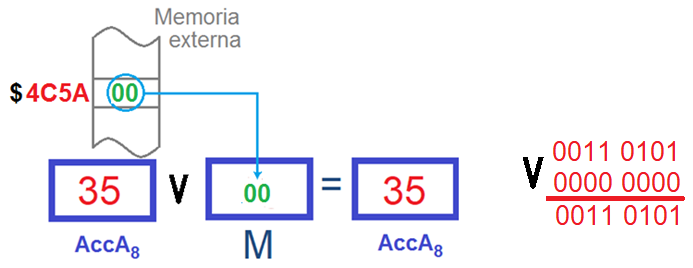 Memoria
externa
$4C5A 00
35 V 00 = 35
AccA8 M AccA8
V 0011 0101
0000 0000
0011 0101